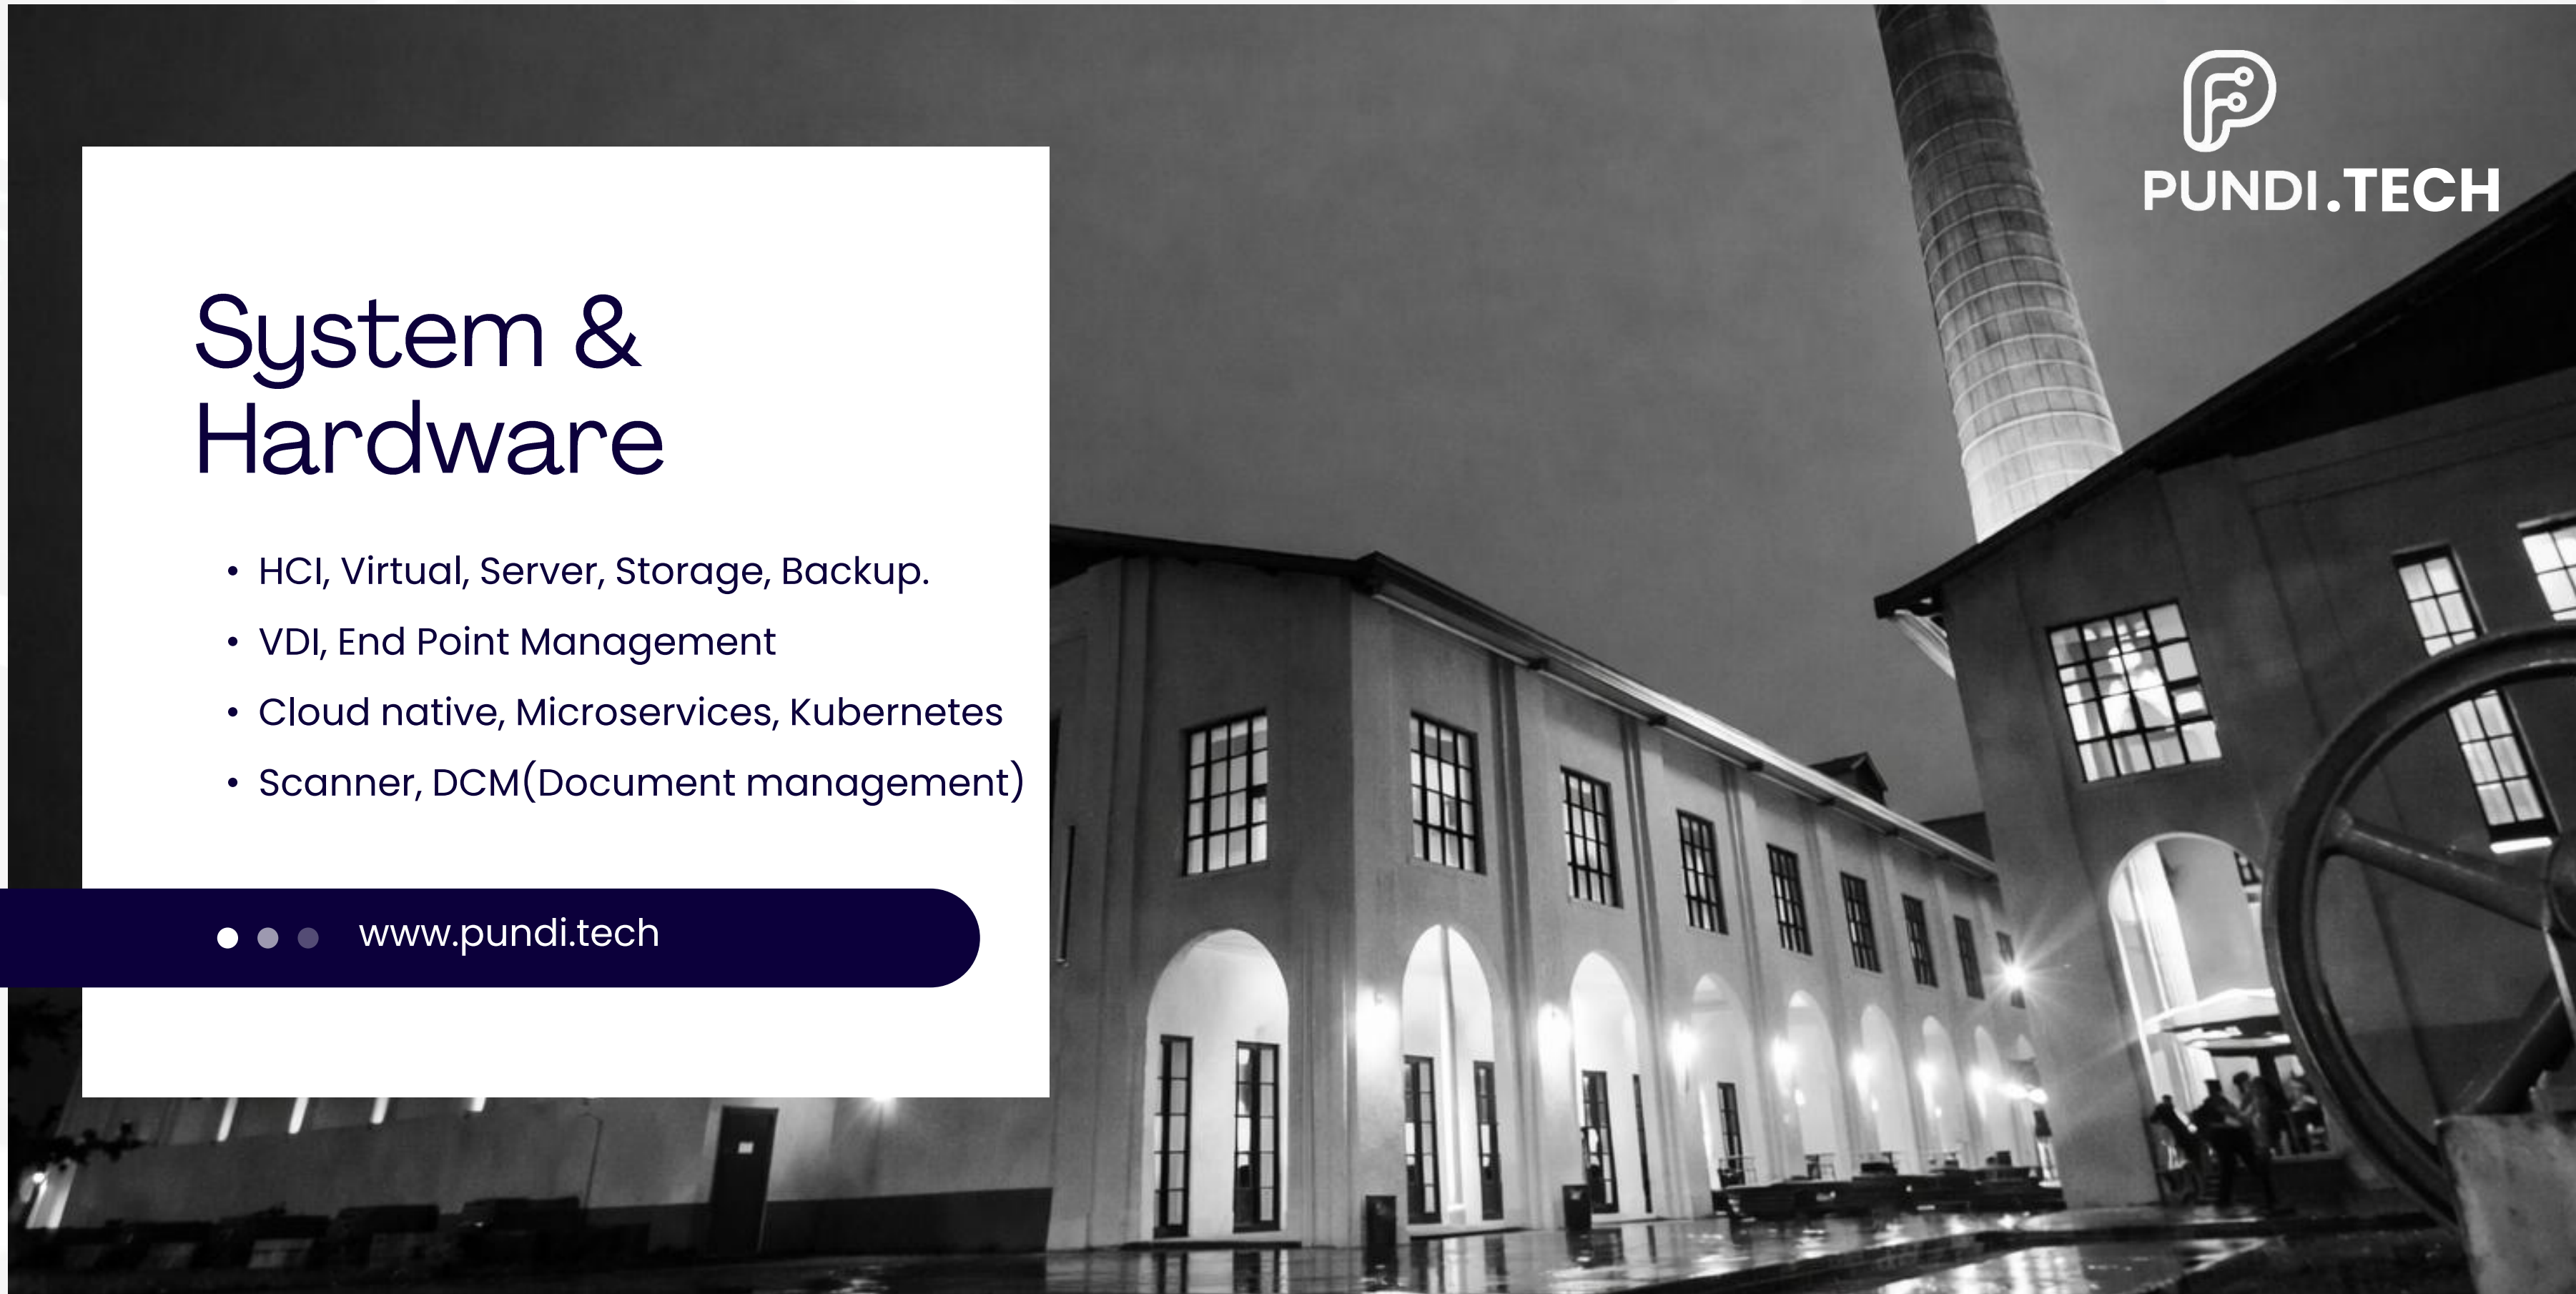 PUNDI.TECH
System &
Hardware
• HCI, Virtual, Server, Storage, Backup.
• VDI, End Point Management
• Cloud native, Microservices, Kubernetes
• Scanner, DCM(Document management)
www.pundi.tech